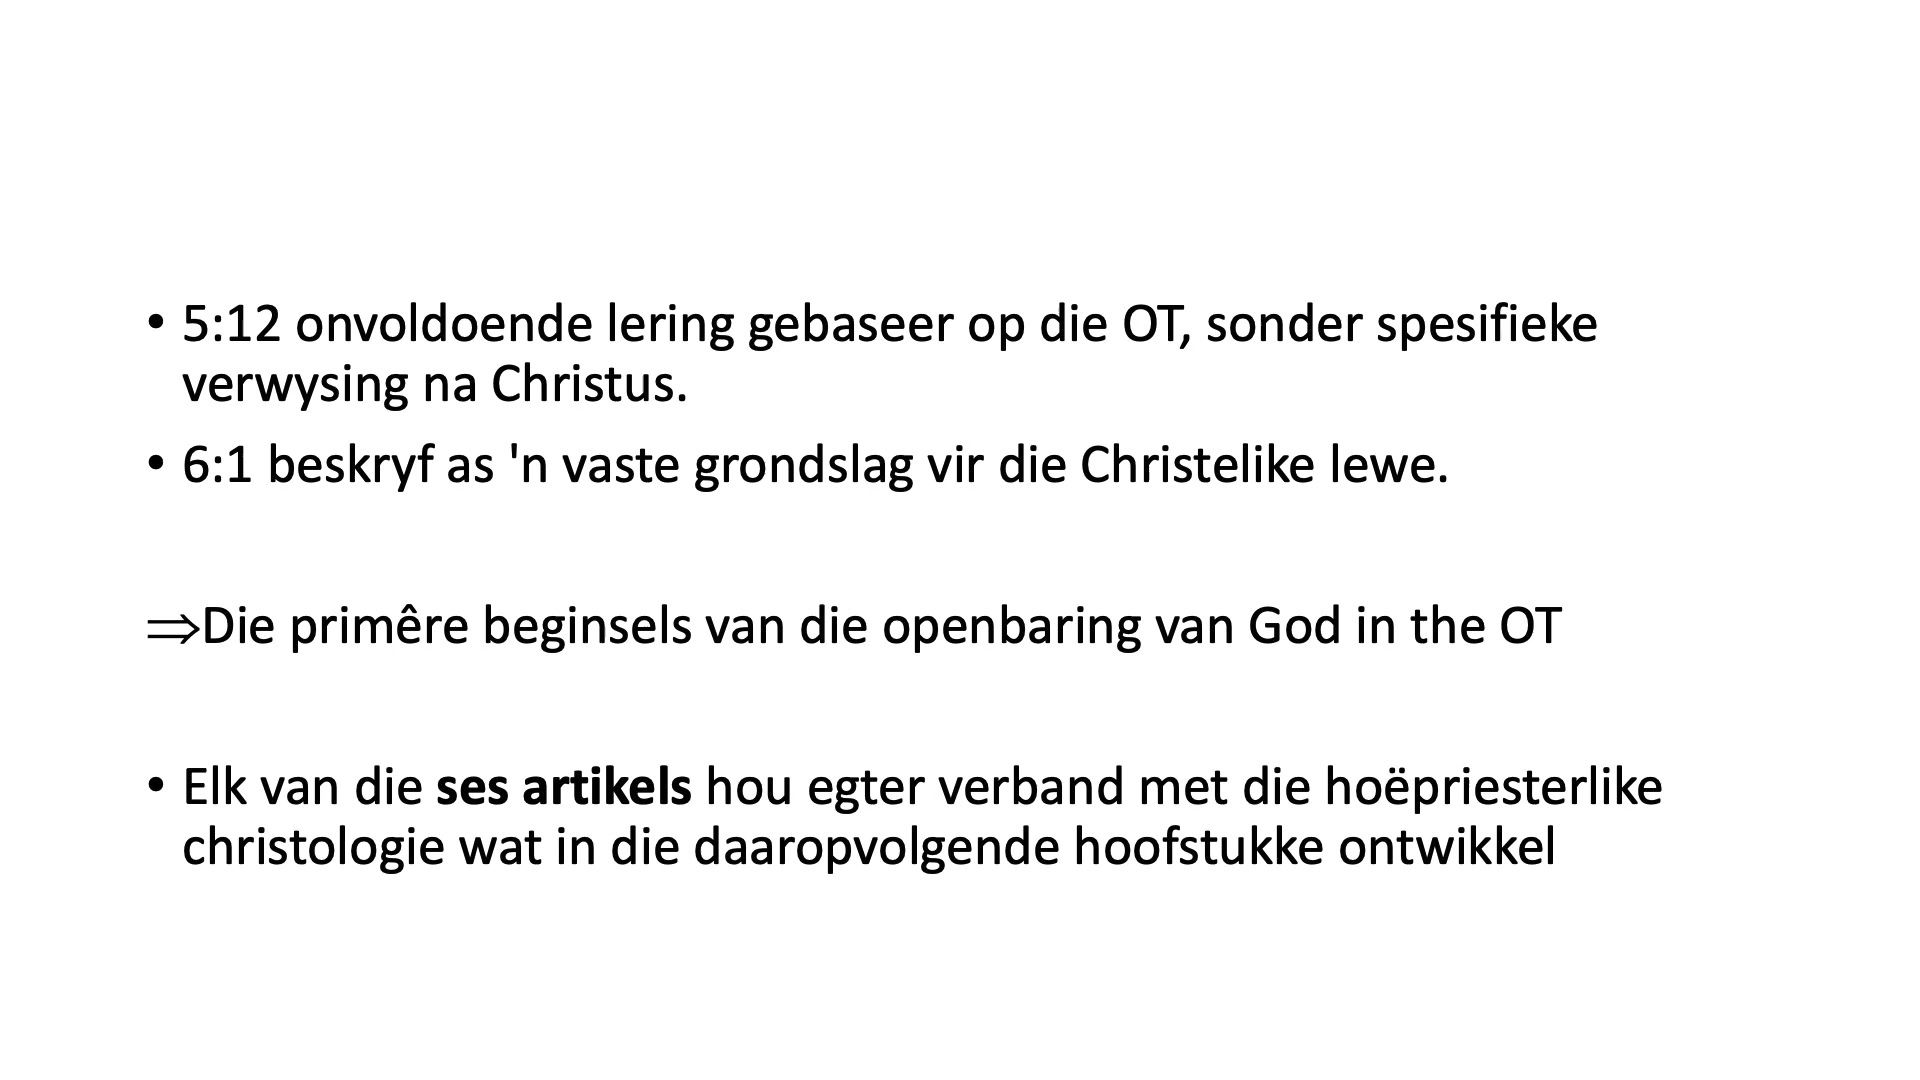 • 5:12 onvoldoende lering gebaseer op die OT, sonder spesifieke
verwysing na Christus.
• 6:1 beskryf as 'n vaste grondslag vir die Christelike lewe.
⇒Die primêre beginsels van die openbaring van God in the OT
• Elk van die ses artikels hou egter verband met die hoëpriesterlike
christologie wat in die daaropvolgende hoofstukke ontwikkel